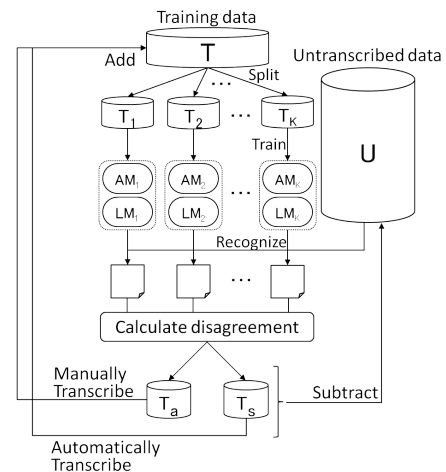 Training data
T
Add
Split
...
Untranscribed data
T1
T2
...
TK
Train
U
AM1
AM2
...
AMK
LM1
LM2
LMK
Recognize
...
Calculate disagreement
Manually
Transcribe
Ta
Ts
Subtract
Automatically
Transcribe